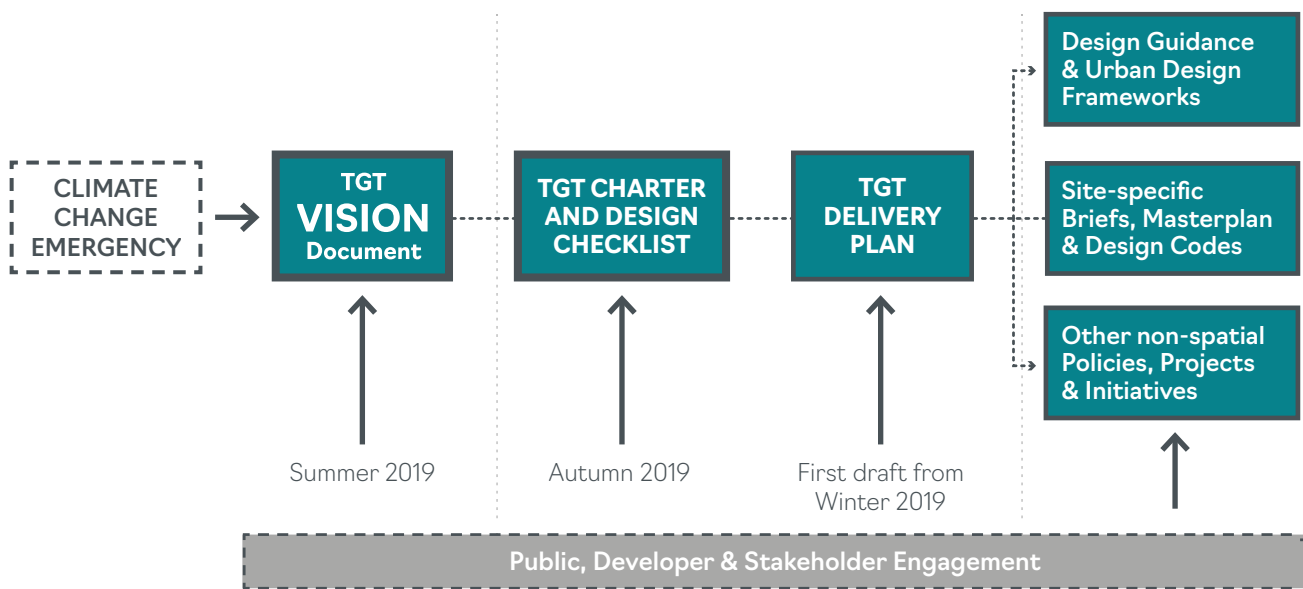 CLIMATE
CHANGE
EMERGENCY
TGT
VISION
Document
TGT CHARTER
AND DESIGN
CHECKLIST
TGT
DELIVERY
PLAN
Design Guidance
& Urban Design
Frameworks
Site-specific
Briefs, Masterplan
& Design Codes
Other non-spatial
Policies, Projects
& Initiatives
Summer 2019
Autumn 2019
First draft from
Winter 2019
Public, Developer & Stakeholder Engagement